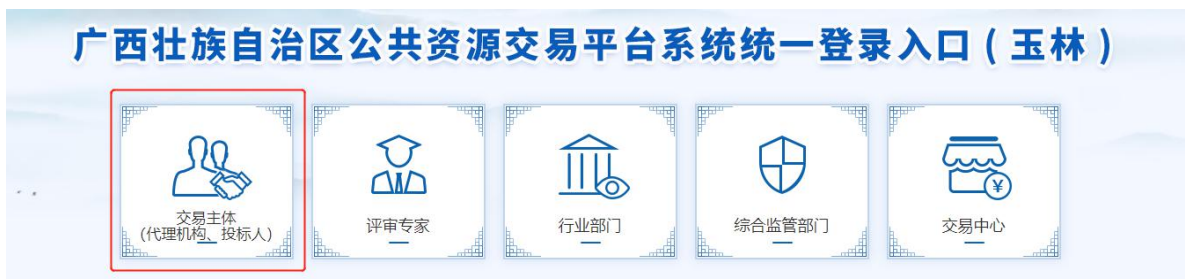 广西壮族自治区公共资源交易平台系统统一登录入口(玉林)
交易主体
(代理机构、投标人)
评审专家
行业部门
综合监管部门
¥
交易中心